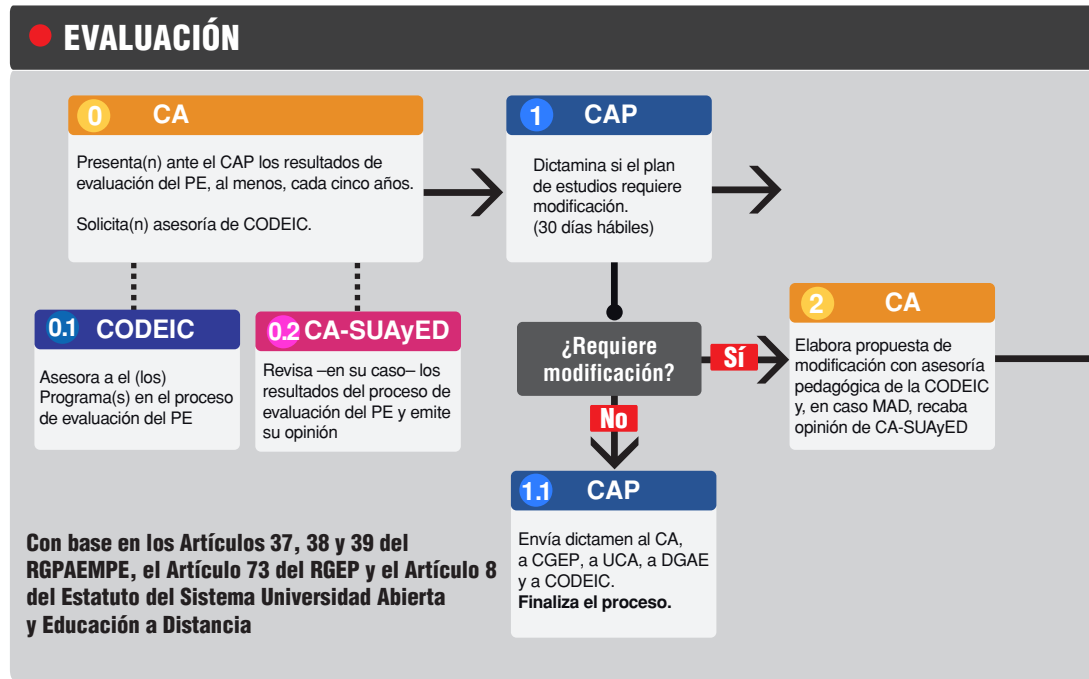 EVALUACIÓN
0 CA
Presenta(n) ante el CAP los resultados de
evaluación del PE, al menos, cada cinco años.
Solicita(n) asesoría de CODEIC.
1 CAP
Dictamina si el plan
de estudios requiere
modificación.
(30 días hábiles)
0.1 CODEIC
Asesora a el (los)
Programa(s) en el proceso
de evaluación del PE
0.2 CA-SUAyED
Revisa –en su caso– los
resultados del proceso de
evaluación del PE y emite
su opinión
¿Requiere
modificación?
Sí
No
2 CA
Elabora propuesta de
modificación con asesoría
pedagógica de la CODEIC
y, en caso MAD, recaba
opinión de CA-SUAyED
1.1 CAP
Envía dictamen al CA,
a CGEP, a UCA, a DGAE
y a CODEIC.
Finaliza el proceso.
Con base en los Artículos 37, 38 y 39 del
RGPAEMPE, el Artículo 73 del RGEP y el Artículo 8
del Estatuto del Sistema Universidad Abierta
y Educación a Distancia